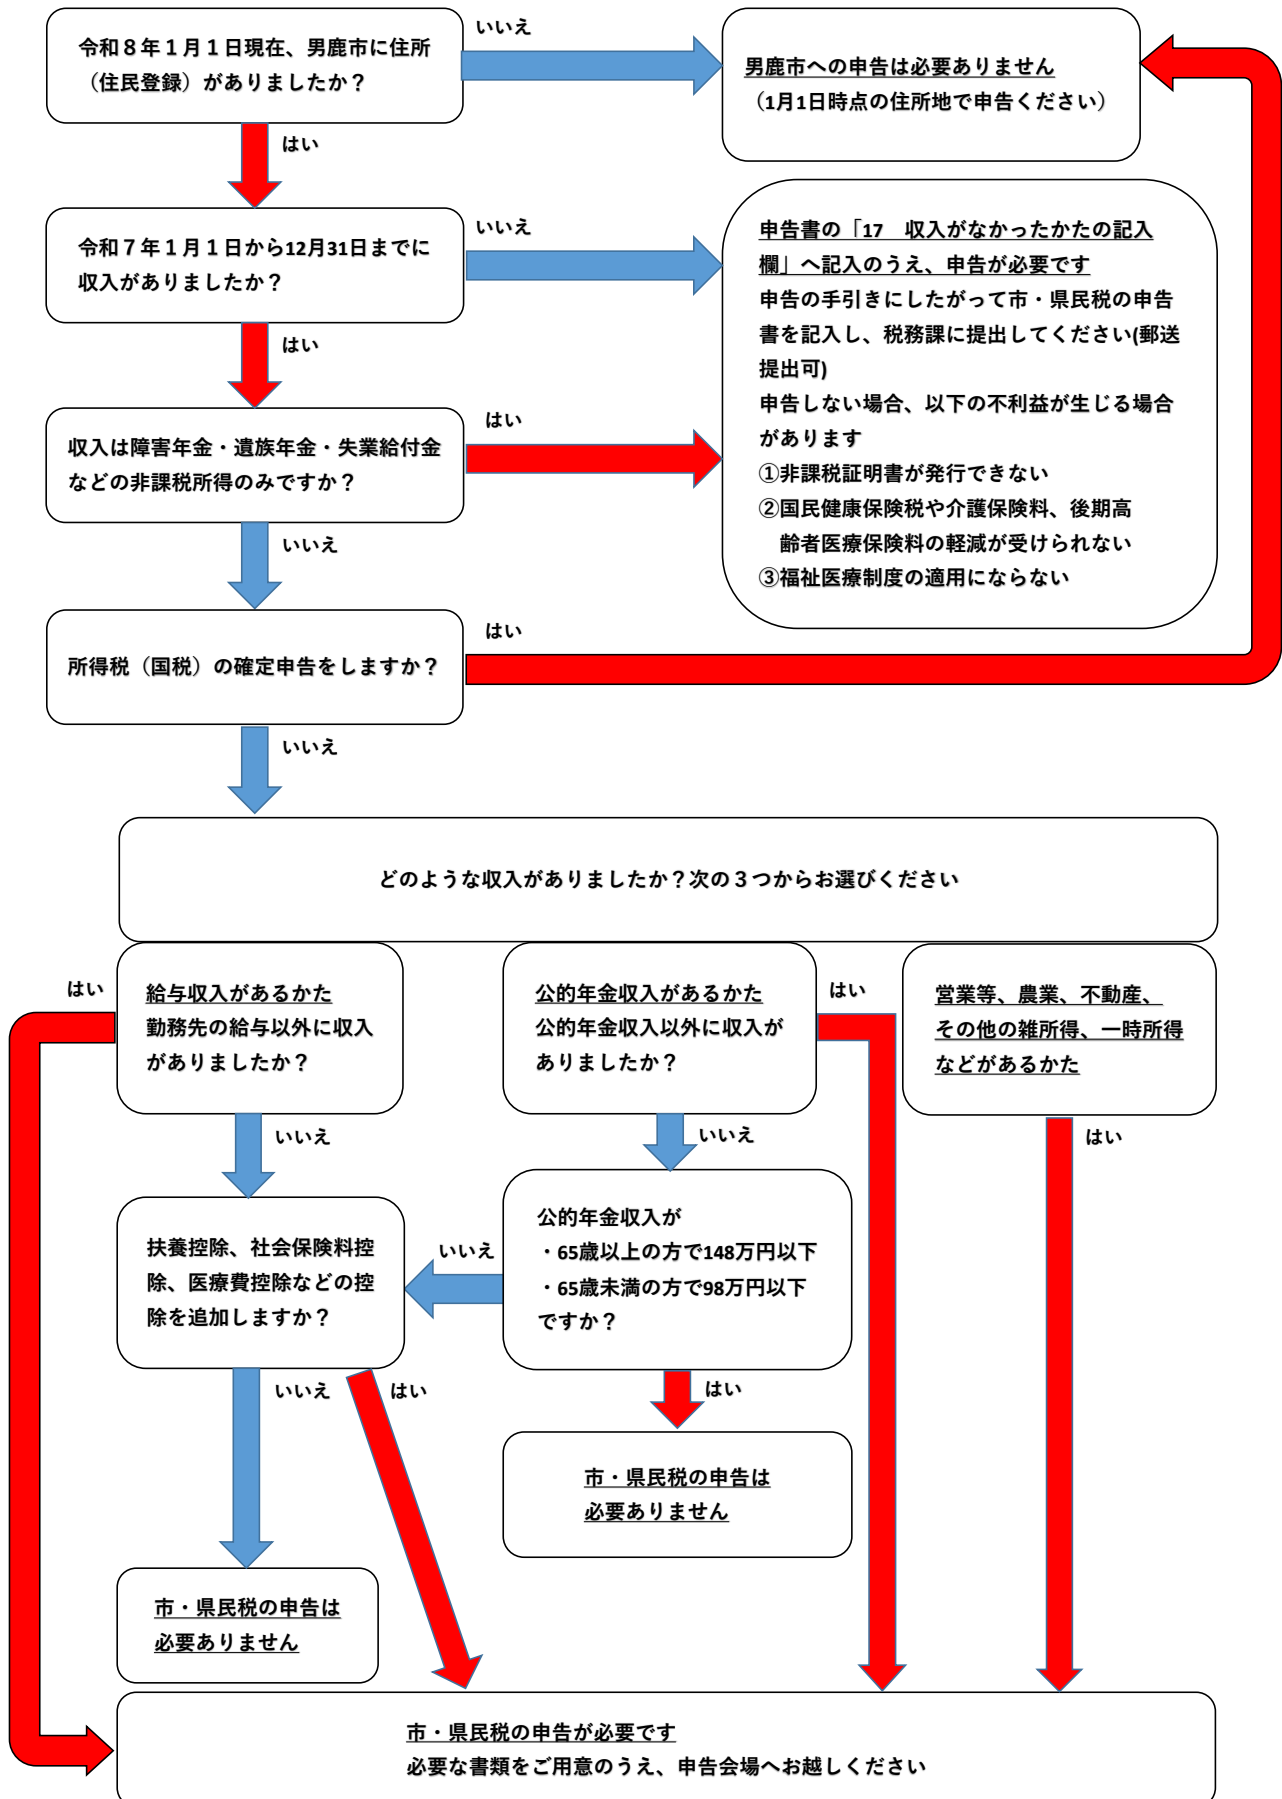 令和８年１月１日現在、男鹿市に住所
（住民登録）がありましたか？
いいえ
男鹿市への申告は必要ありません
（1月1日時点の住所地で申告ください）
はい
令和７年１月１日から12月31日までに
収入がありましたか？
いいえ
申告書の「17　収入がなかったかたの記入
欄」へ記入のうえ、申告が必要です
申告の手引きにしたがって市・県民税の申告
書を記入し、税務課に提出してください(郵送
提出可)
申告しない場合、以下の不利益が生じる場合
があります
①非課税証明書が発行できない
②国民健康保険税や介護保険料、後期高
齢者医療保険料の軽減が受けられない
③福祉医療制度の適用にならない
はい
収入は障害年金・遺族年金・失業給付金
などの非課税所得のみですか？
はい
いいえ
所得税（国税）の確定申告をしますか？
はい
いいえ
どのような収入がありましたか？次の３つからお選びください
はい
給与収入があるかた
勤務先の給与以外に収入
がありましたか？
公的年金収入があるかた
公的年金収入以外に収入が
ありましたか？
はい
営業等、農業、不動産、
その他の雑所得、一時所得
などがあるかた
いいえ
いいえ
はい
扶養控除、社会保険料控
除、医療費控除などの控
除を追加しますか？
いいえ
公的年金収入が
・65歳以上の方で148万円以下
・65歳未満の方で98万円以下
ですか？
いいえ
はい
はい
市・県民税の申告は
必要ありません
市・県民税の申告は
必要ありません
市・県民税の申告が必要です
必要な書類をご用意のうえ、申告会場へお越しください